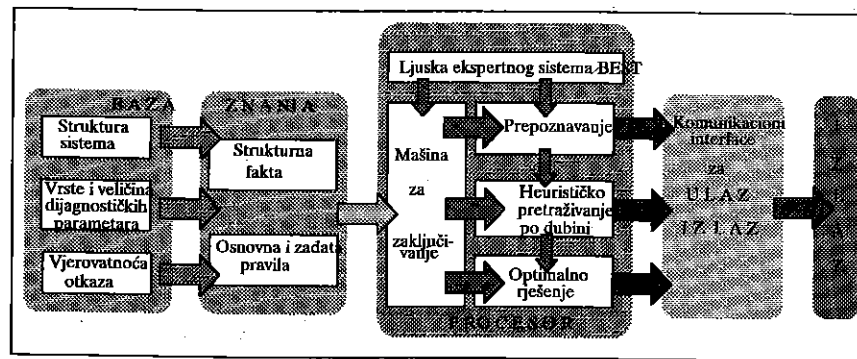 BAZA ZNANJA
Struktura
sistema
Vrste i veličina
dijagnostičkih
parametara
Vjerovatnoća
otkaza
Strukturna
fakta
Osnovna i zadata
pravila
Ljuska ekspertnog sistema BEST
Mašina
za
zaključi-
vanje
Prepoznavanje
Heurističko
pretraživanje
po dubini
Optimalno
rješenje
PROCESOR
Komunikacioni
interface
za
ULAZ
IZLAZ